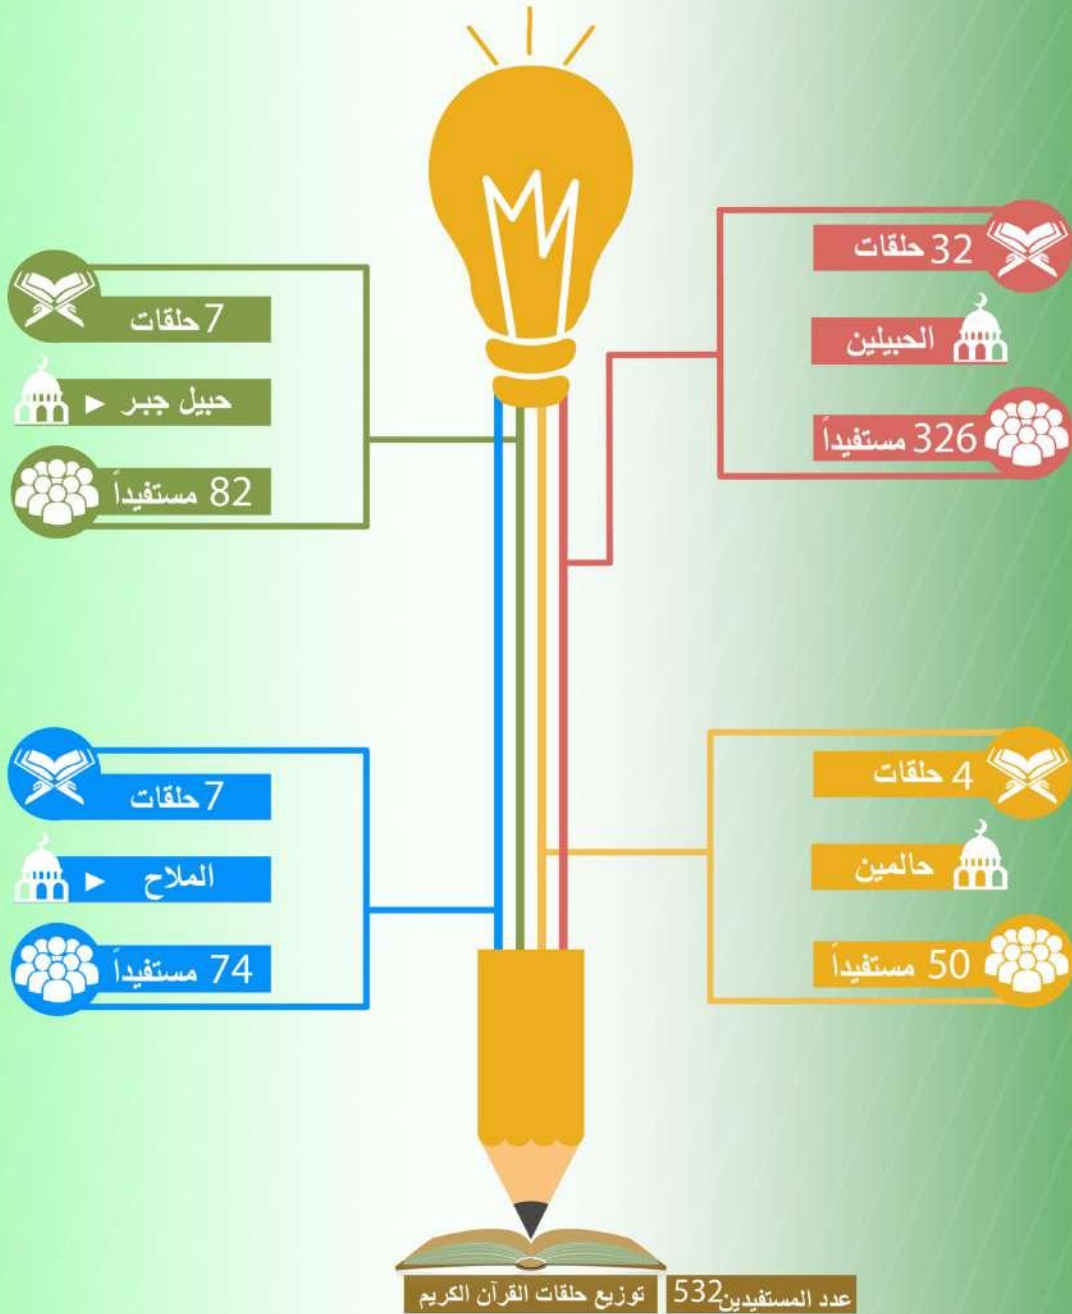 32 حلقات
الحبيلين
326 مستفيداً
7 حلقات
حبيل جبر
82 مستفيداً
4 حلقات
حالمين
50 مستفيداً
7 حلقات
الملاح
74 مستفيداً
عدد المستفيدين 532
توزيع حلقات القرآن الكريم